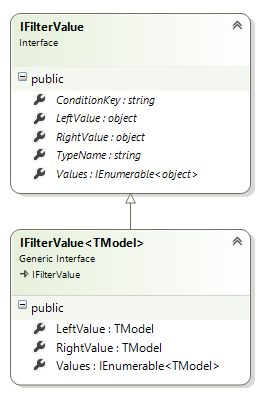 IFilterValue
Interface
public
ConditionKey : string
LeftValue : object
RightValue : object
TypeName : string
Values : IEnumerable<object>
IFilterValue<TModel>
Generic Interface
IFilterValue
public
LeftValue : TModel
RightValue : TModel
Values : IEnumerable<TModel>